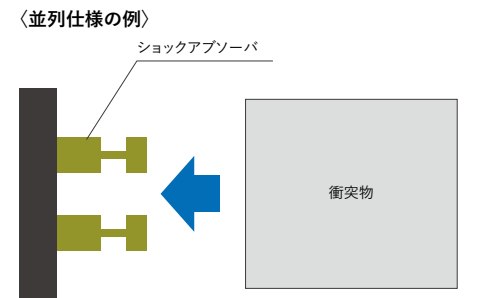 〈並列仕様の例〉
ショックアブソーバ
衝突物